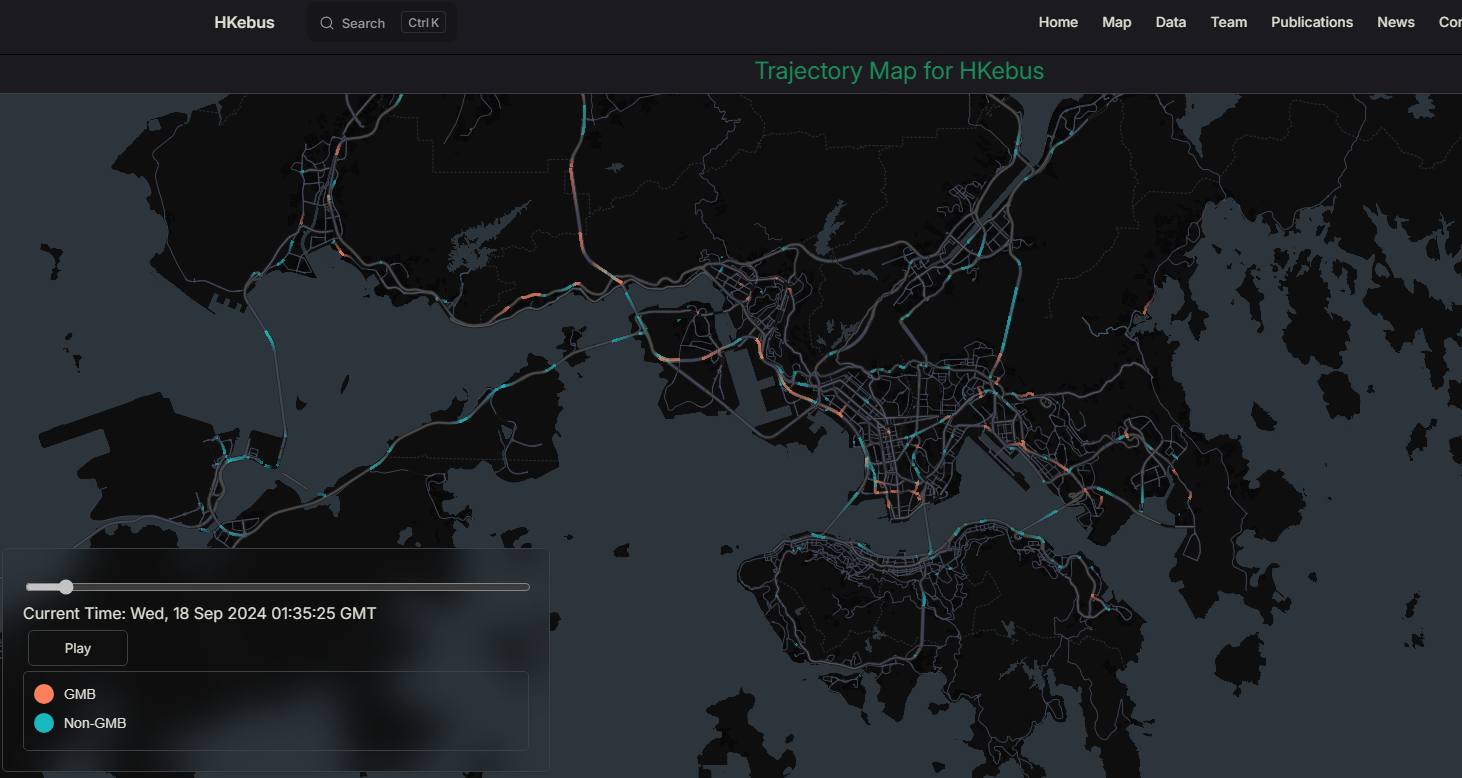 HKebus Search Ctrl K Home Map Data Team Publications News
Trajectory Map for HKebus
Current Time: Wed, 18 Sep 2024 01:35:25 GMT
Play
GMB
Non-GMB